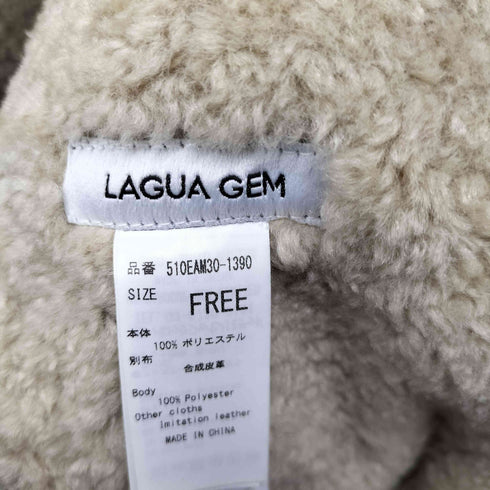 LAGUA GEM
品番 510EAM30-1390
SIZE FREE
本体
100% ポリエステル
別布
合成皮革
Body
100% Polyester
Other cloths
Imitation leather
MADE IN CHINA